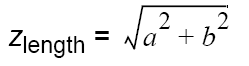 z_length = √(a² + b²)